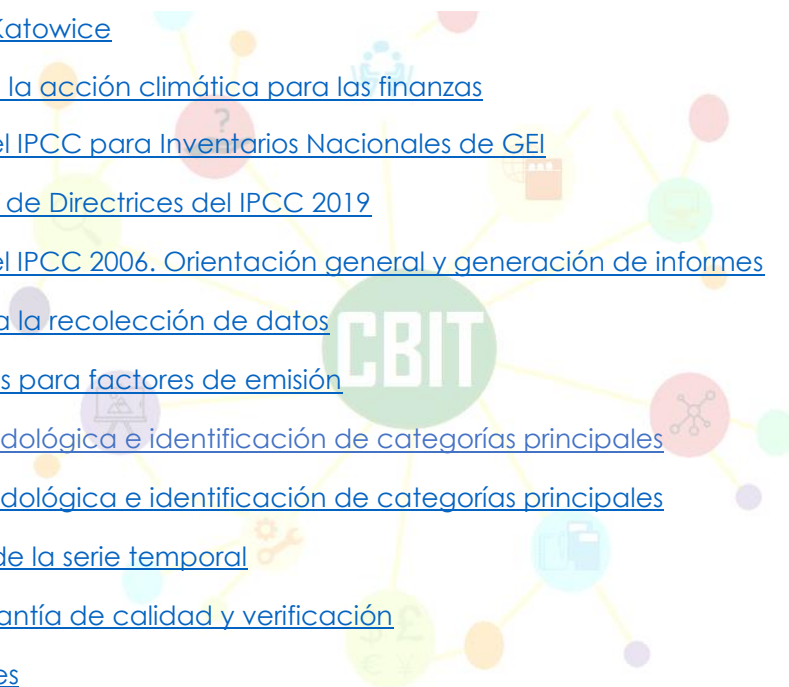 Katowice
la acción climática para las finanzas
el IPCC para Inventarios Nacionales de GEI
de Directrices del IPCC 2019
el IPCC 2006. Orientación general y generación de informes
a la recolección de datos
CBIT
s para factores de emisión
dológica e identificación de categorías principales
dológica e identificación de categorías principales
de la serie temporal
antía de calidad y verificación
es